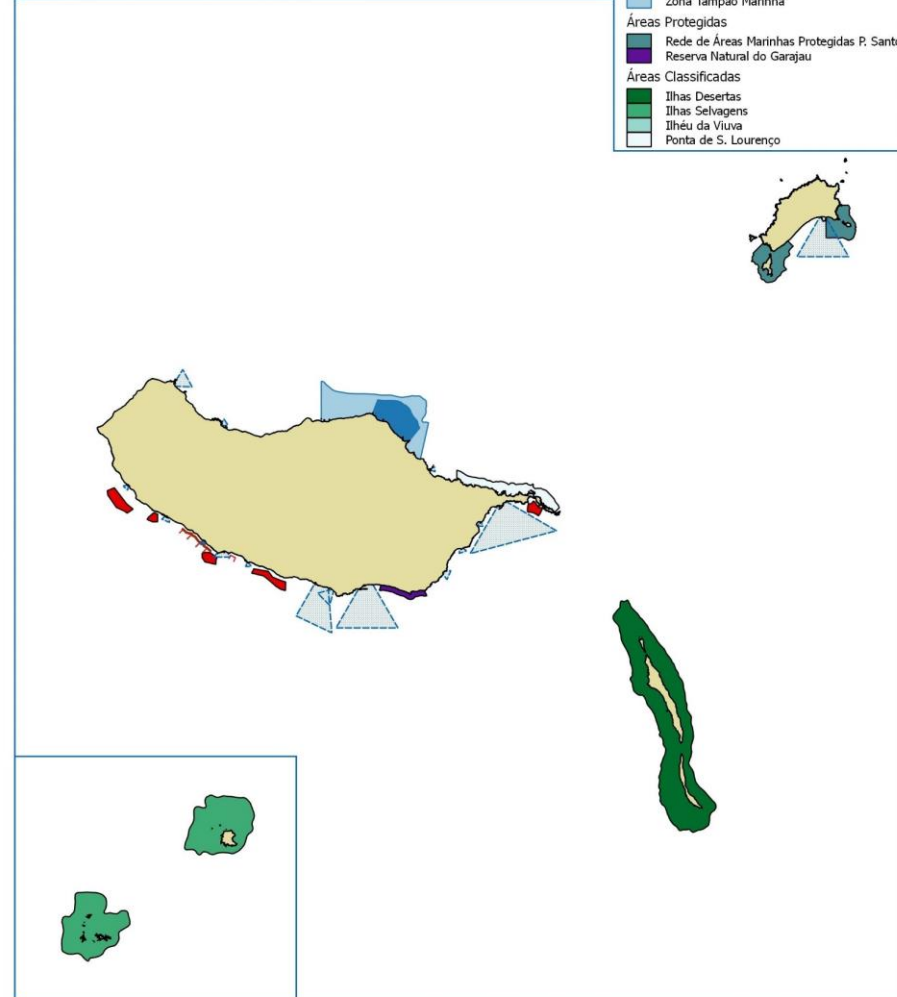 Zona Tampão Marinha
Áreas Protegidas
Rede de Áreas Marinhas Protegidas P. Santo
Reserva Natural do Garajau
Áreas Classificadas
Ilhas Desertas
Ilhas Selvagens
Ilhéu da Viuva
Ponta de S. Lourenço